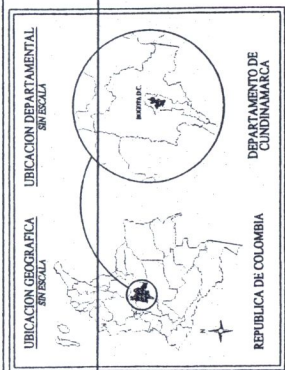 UBICACION GEOGRAFICA
SIN ESCALA
UBICACION DEPARTAMENTAL
SIN ESCALA
N
BOGOTA, D.C.
REPUBLICA DE COLOMBIA
DEPARTAMENTO DE
CUNDINAMARCA